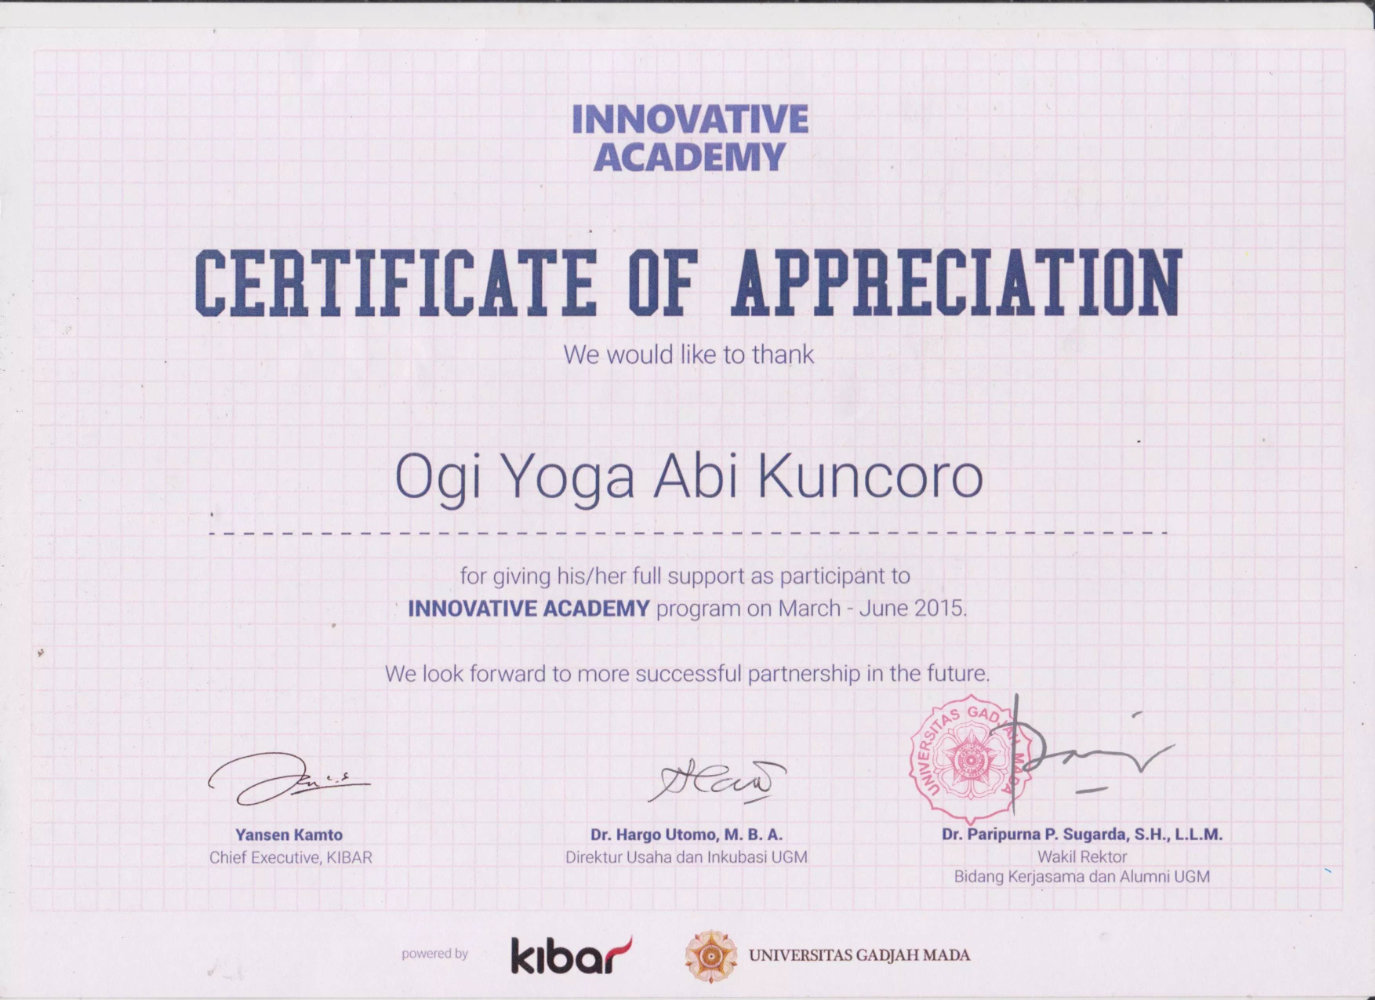 INNOVATIVE
ACADEMY
CERTIFICATE OF APPRECIATION
We would like to thank
Ogi Yoga Abi Kuncoro
for giving his/her full support as participant to
INNOVATIVE ACADEMY program on March - June 2015.
We look forward to more successful partnership in the future.
UNIVERSITAS GADJAH MADA
Yansen Kamto
Chief Executive, KIBAR
Dr. Hargo Utomo, M. B. A.
Direktur Usaha dan Inkubasi UGM
Dr. Paripurna P. Sugarda, S.H., L.L.M.
Wakil Rektor
Bidang Kerjasama dan Alumni UGM
powered by
kibar
UNIVERSITAS GADJAH MADA